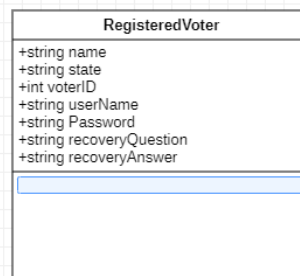 RegisteredVoter
+string name
+string state
+int voterID
+string userName
+string Password
+string recoveryQuestion
+string recoveryAnswer